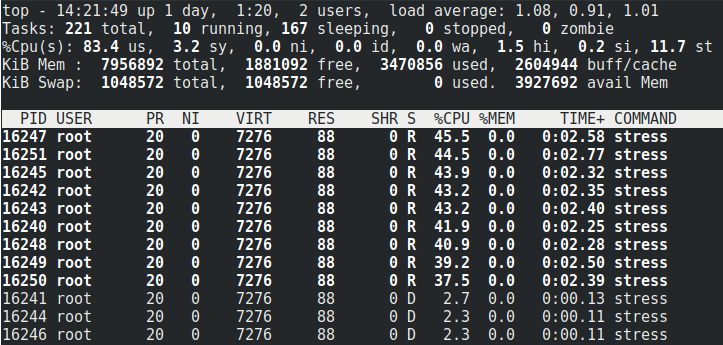 top - 14:21:49 up 1 day,  1:20,  2 users,  load average: 1.08, 0.91, 1.01
Tasks: 221 total,  10 running, 167 sleeping,   0 stopped,   0 zombie
%Cpu(s): 83.4 us,  3.2 sy,  0.0 ni,  0.0 id,  0.0 wa,  1.5 hi,  0.2 si, 11.7 st
KiB Mem :  7956892 total,  1881092 free,  3470856 used,  2604944 buff/cache
KiB Swap:  1048572 total,  1048572 free,        0 used.  3927692 avail Mem
  PID USER      PR  NI    VIRT    RES    SHR S  %CPU %MEM     TIME+ COMMAND
16247 root      20   0    7276     88      0 R  45.5  0.0   0:02.58 stress
16251 root      20   0    7276     88      0 R  44.5  0.0   0:02.77 stress
16245 root      20   0    7276     88      0 R  43.9  0.0   0:02.32 stress
16242 root      20   0    7276     88      0 R  43.2  0.0   0:02.35 stress
16243 root      20   0    7276     88      0 R  43.2  0.0   0:02.40 stress
16240 root      20   0    7276     88      0 R  41.9  0.0   0:02.25 stress
16248 root      20   0    7276     88      0 R  40.9  0.0   0:02.28 stress
16249 root      20   0    7276     88      0 R  39.2  0.0   0:02.50 stress
16250 root      20   0    7276     88      0 R  37.5  0.0   0:02.39 stress
16241 root      20   0    7276     88      0 D   2.7  0.0   0:00.13 stress
16244 root      20   0    7276     88      0 D   2.3  0.0   0:00.11 stress
16246 root      20   0    7276     88      0 D   2.3  0.0   0:00.11 stress